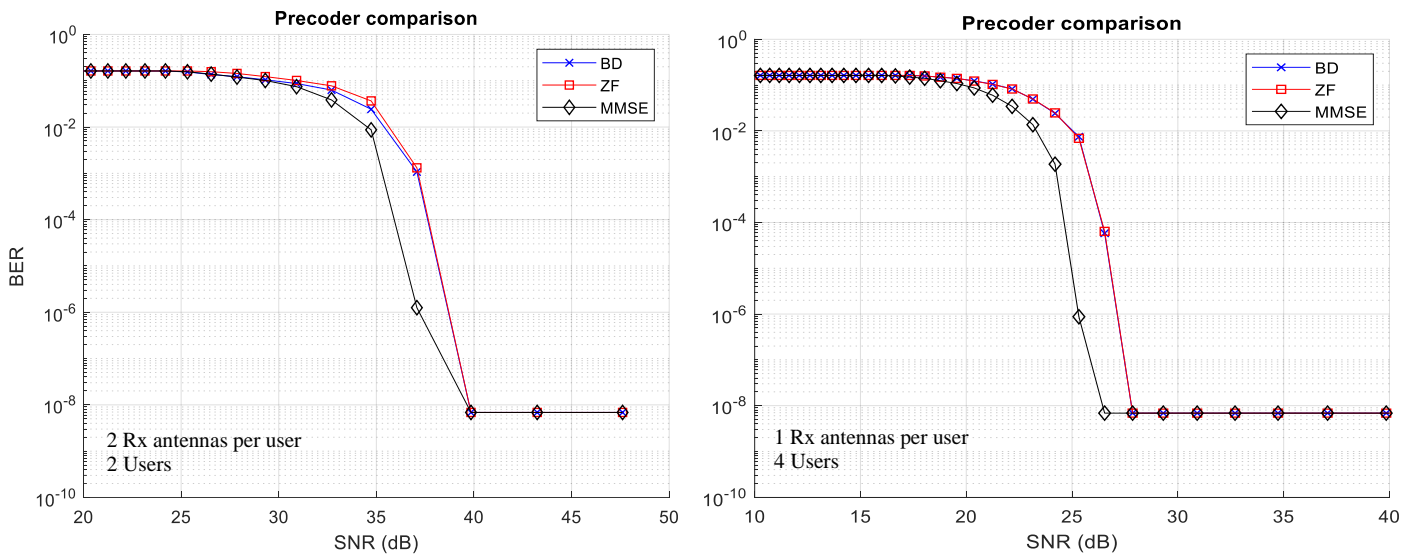 Precoder comparison
10^0
10^-2
10^-4
10^-6
10^-8
10^-10
BER
BD
ZF
MMSE
2 Rx antennas per user
2 Users
20 25 30 35 40 45 50
SNR (dB)
Precoder comparison
10^0
10^-2
10^-4
10^-6
10^-8
10^-10
BD
ZF
MMSE
1 Rx antennas per user
4 Users
10 15 20 25 30 35 40
SNR (dB)